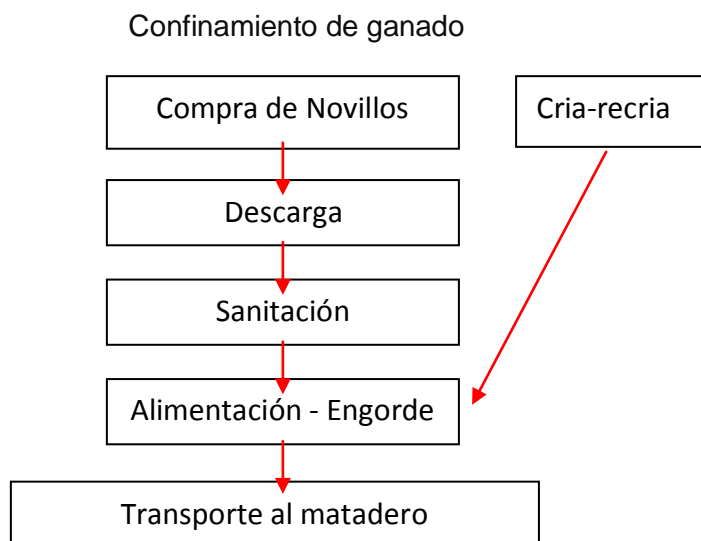 Confinamiento de ganado
Compra de Novillos
Cria-recria
Descarga
Sanitación
Alimentación - Engorde
Transporte al matadero